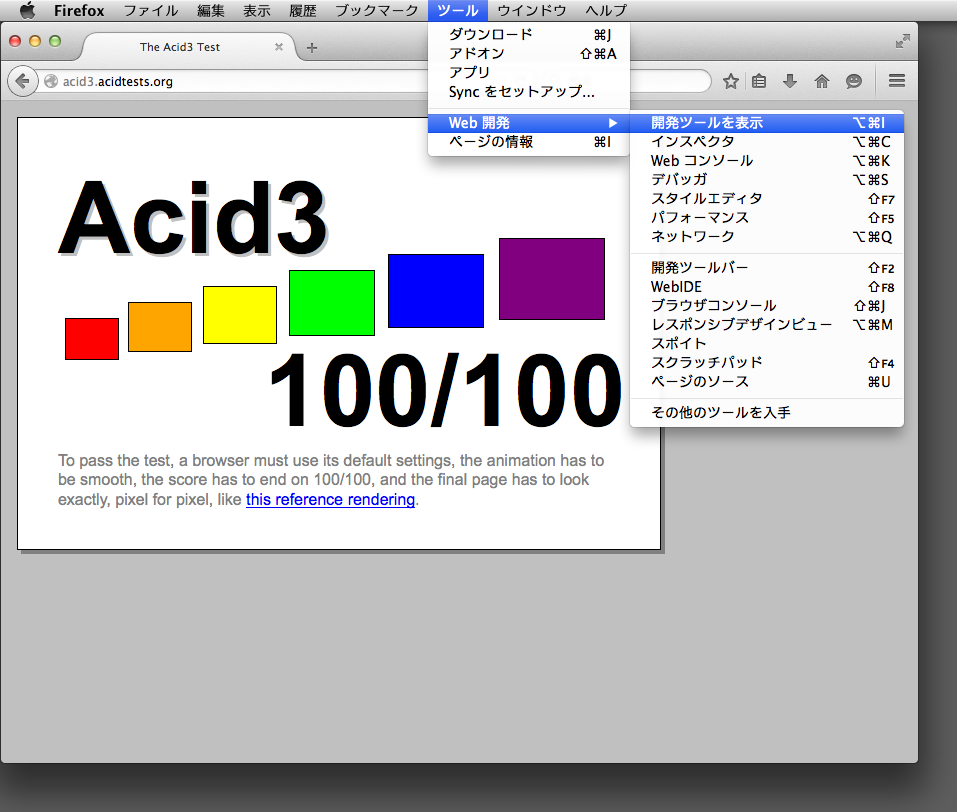 Firefox ファイル 編集 表示 履歴 ブックマーク ツール ウインドウ ヘルプ
The Acid3 Test
acid3.acidtests.org
ダウンロード ⌘J
アドオン ⇧⌘A
アプリ
Sync をセットアップ...
Web 開発 ▶
ページの情報 ⌘I
開発ツールを表示 ⌥⌘I
インスペクタ ⌥⌘C
Web コンソール ⌥⌘K
デバッガ ⌥⌘S
スタイルエディタ ⇧F7
パフォーマンス ⇧F5
ネットワーク ⌥⌘Q
開発ツールバー ⇧F2
WebIDE ⇧F8
ブラウザコンソール ⇧⌘J
レスポンシブデザインビュー ⌥⌘M
スポイト
スクラッチパッド ⇧F4
ページのソース ⌘U
その他のツールを入手
Acid3
100/100
To pass the test, a browser must use its default settings, the animation has to
be smooth, the score has to end on 100/100, and the final page has to look
exactly, pixel for pixel, like this reference rendering.